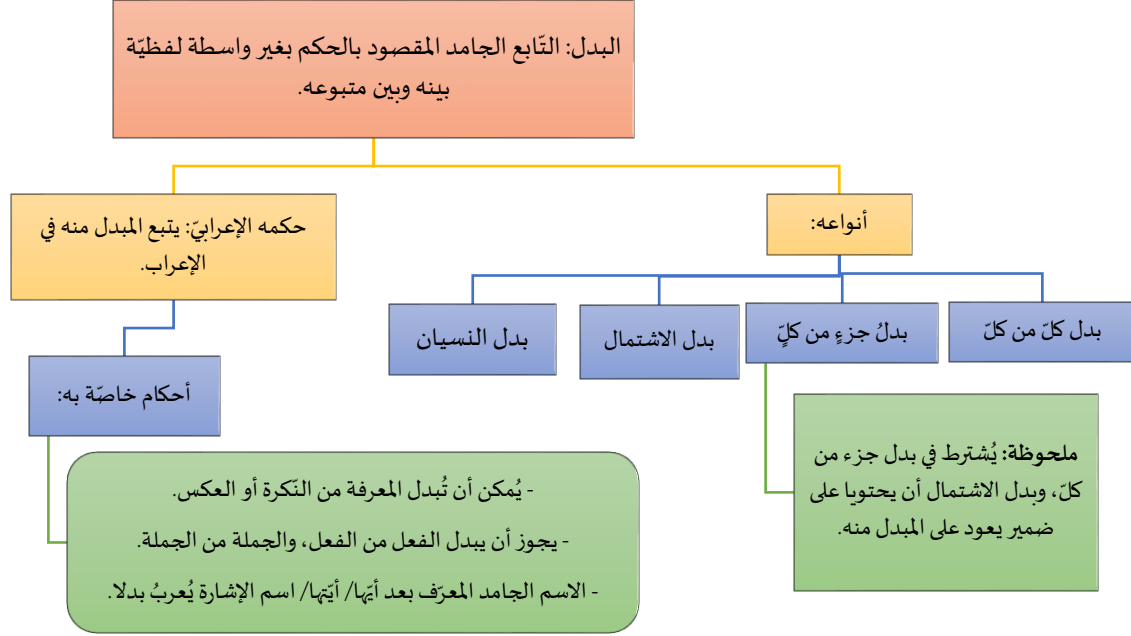 البدل: التّابع الجامد المقصود بالحكم بغير واسطة لفظيّة
بينه وبين متبوعه.
أنواعه:
حكمه الإعرابيّ: يتبع المبدل منه في
الإعراب.
بدل كلّ من كلّ
بدلُ جزءٍ من كلٍّ
بدل الاشتمال
بدل النسيان
أحكام خاصّة به:
ملحوظة: يُشترط في بدل جزء من
كلّ، وبدل الاشتمال أن يحتويا على
ضمير يعود على المبدل منه.
- يُمكن أن تُبدل المعرفة من النّكرة أو العكس.
- يجوز أن يبدل الفعل من الفعل، والجملة من الجملة.
- الاسم الجامد المعرّف بعد أيّها/ أيّتها/ اسم الإشارة يُعربُ بدلا.